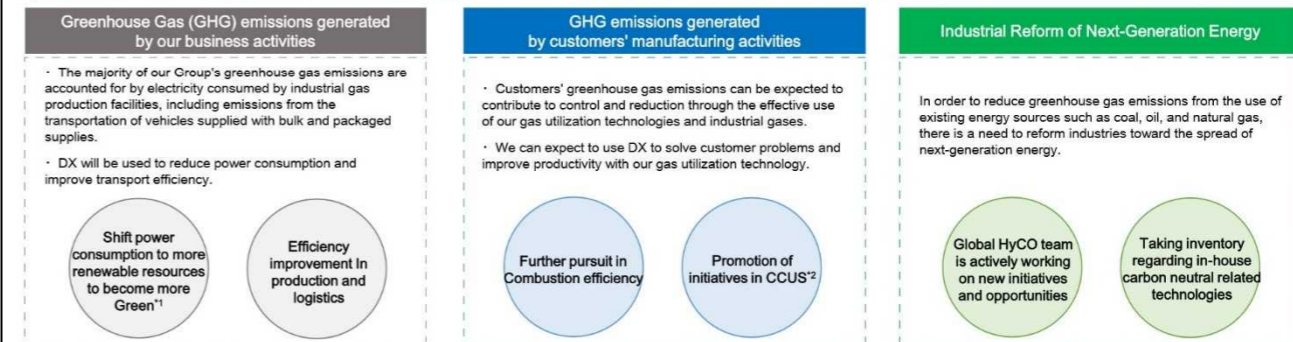 Greenhouse Gas (GHG) emissions generated
by our business activities
· The majority of our Group's greenhouse gas emissions are
accounted for by electricity consumed by industrial gas
production facilities, including emissions from the
transportation of vehicles supplied with bulk and packaged
supplies.
· DX will be used to reduce power consumption and
improve transport efficiency.
Shift power
consumption to more
renewable resources
to become more
Green*1
Efficiency
improvement In
production and
logistics
GHG emissions generated
by customers' manufacturing activities
· Customers' greenhouse gas emissions can be expected to
contribute to control and reduction through the effective use
of our gas utilization technologies and industrial gases.
· We can expect to use DX to solve customer problems and
improve productivity with our gas utilization technology.
Further pursuit in
Combustion efficiency
Promotion of
initiatives in CCUS*2
Industrial Reform of Next-Generation Energy
In order to reduce greenhouse gas emissions from the use of
existing energy sources such as coal, oil, and natural gas,
there is a need to reform industries toward the spread of
next-generation energy.
Global HyCO team
is actively working
on new initiatives
and opportunities
Taking inventory
regarding in-house
carbon neutral related
technologies